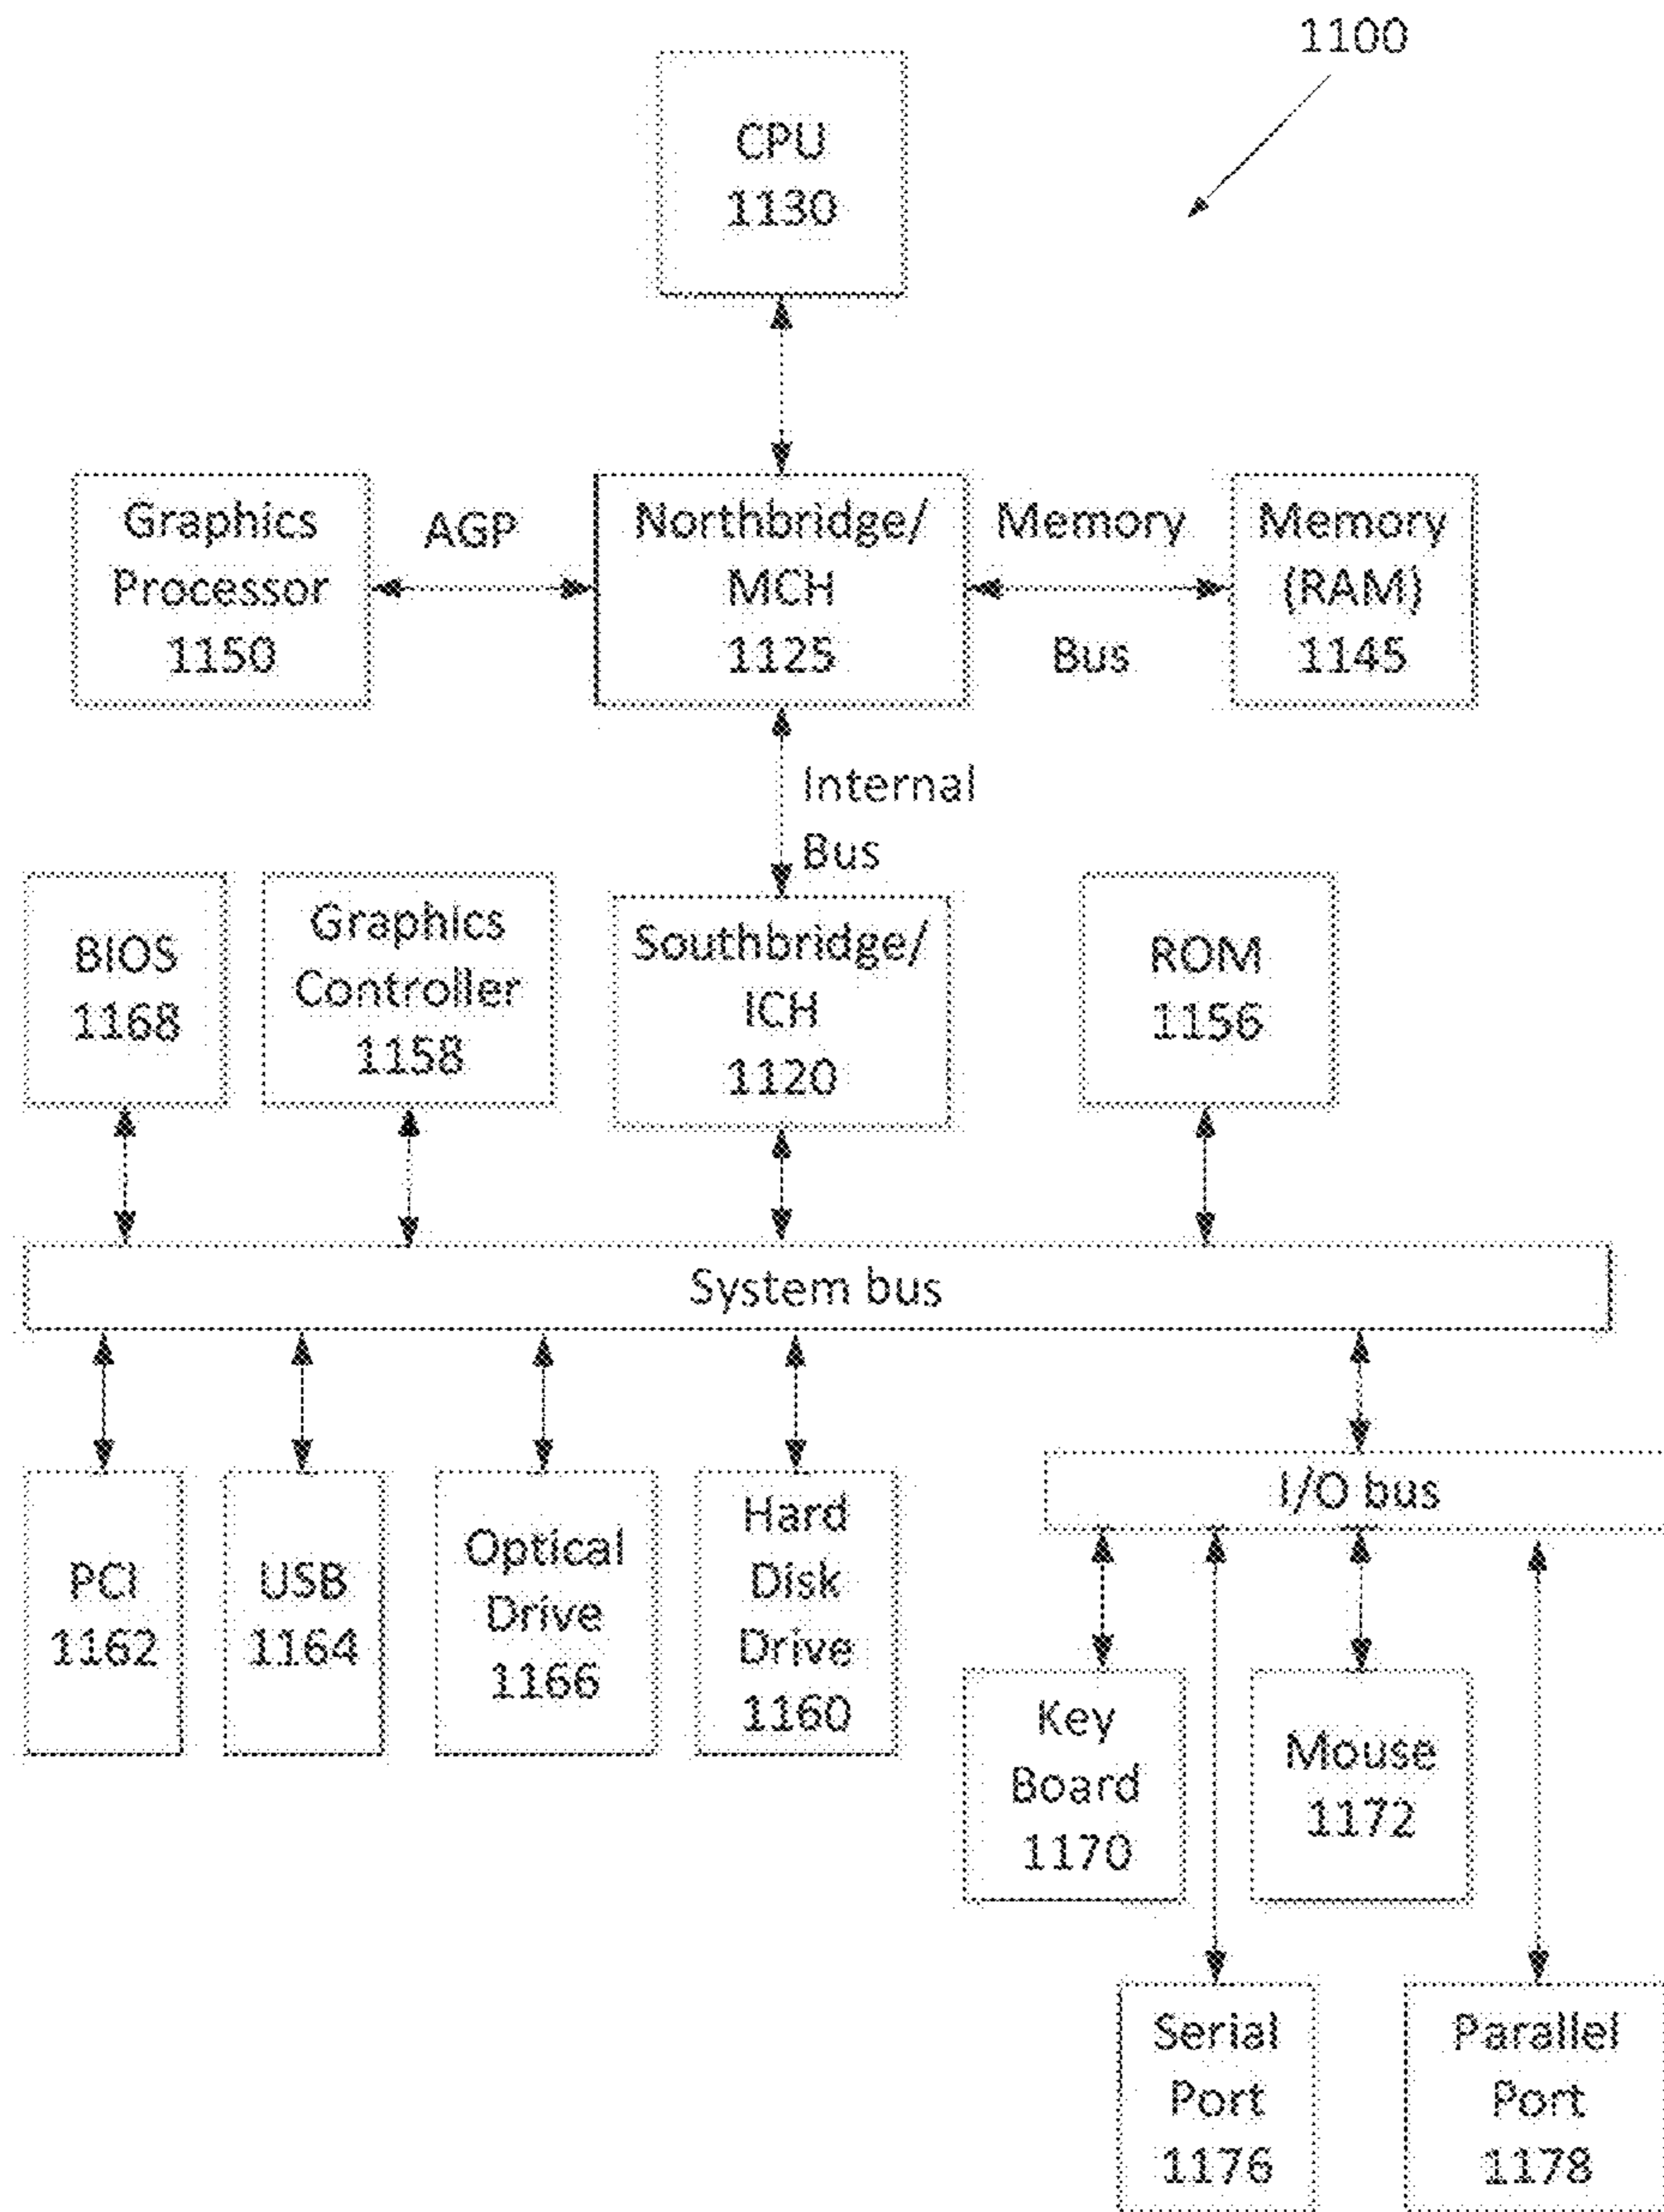 1100
CPU
1130
Graphics
Processor
1150
AGP
Northbridge/
MCH
1125
Memory
Bus
Memory
(RAM)
1145
Internal
Bus
BIOS
1168
Graphics
Controller
1158
Southbridge/
ICH
1120
ROM
1156
System bus
PCI
1162
USB
1164
Optical
Drive
1166
Hard
Disk
Drive
1160
I/O bus
Key
Board
1170
Mouse
1172
Serial
Port
1176
Parallel
Port
1178